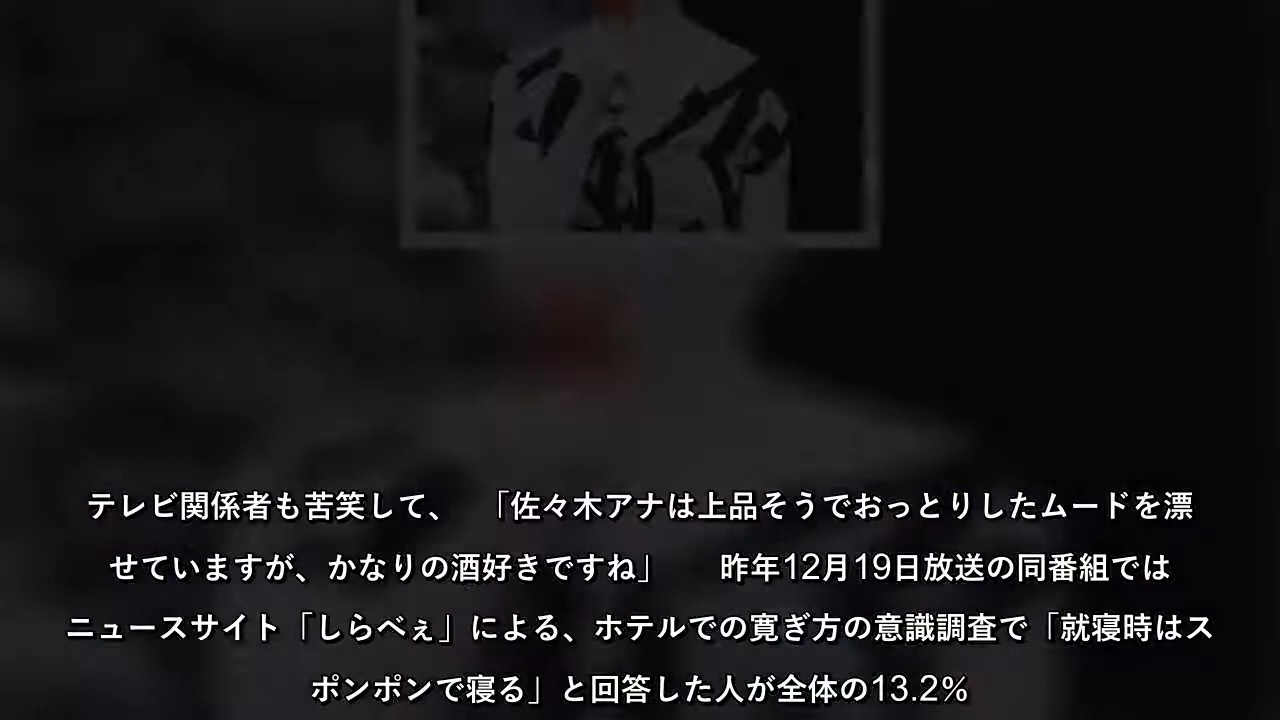 テレビ関係者も苦笑して、　「佐々木アナは上品そうでおっとりしたムードを漂
せていますが、かなりの酒好きですね」　　昨年12月19日放送の同番組では
ニュースサイト「しらべぇ」による、ホテルでの寛ぎ方の意識調査で「就寝時はス
ポンポンで寝る」と回答した人が全体の13.2%